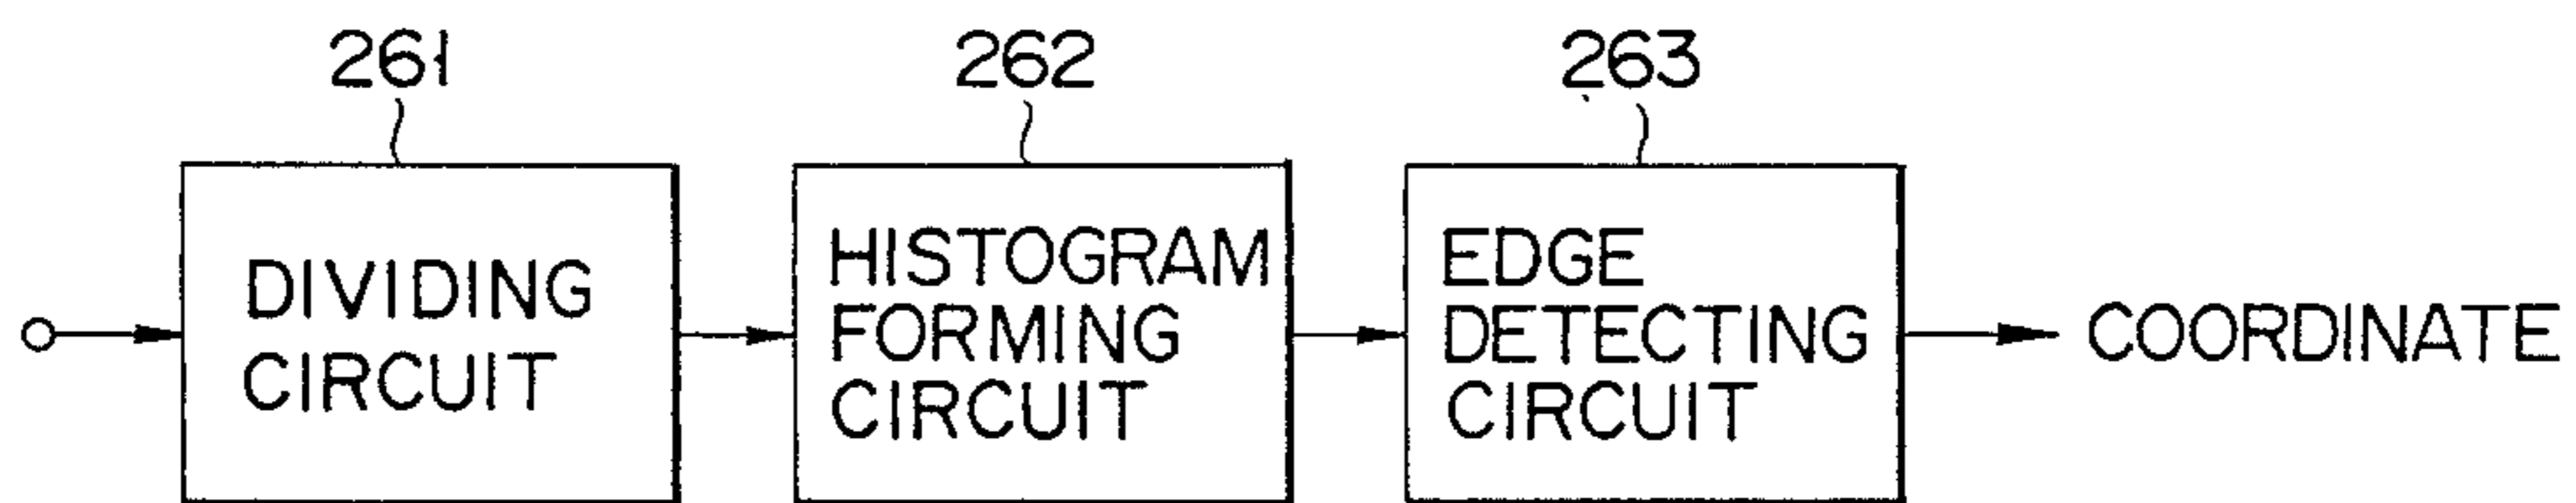 261
262
263
DIVIDING
CIRCUIT
HISTOGRAM
FORMING
CIRCUIT
EDGE
DETECTING
CIRCUIT
COORDINATE